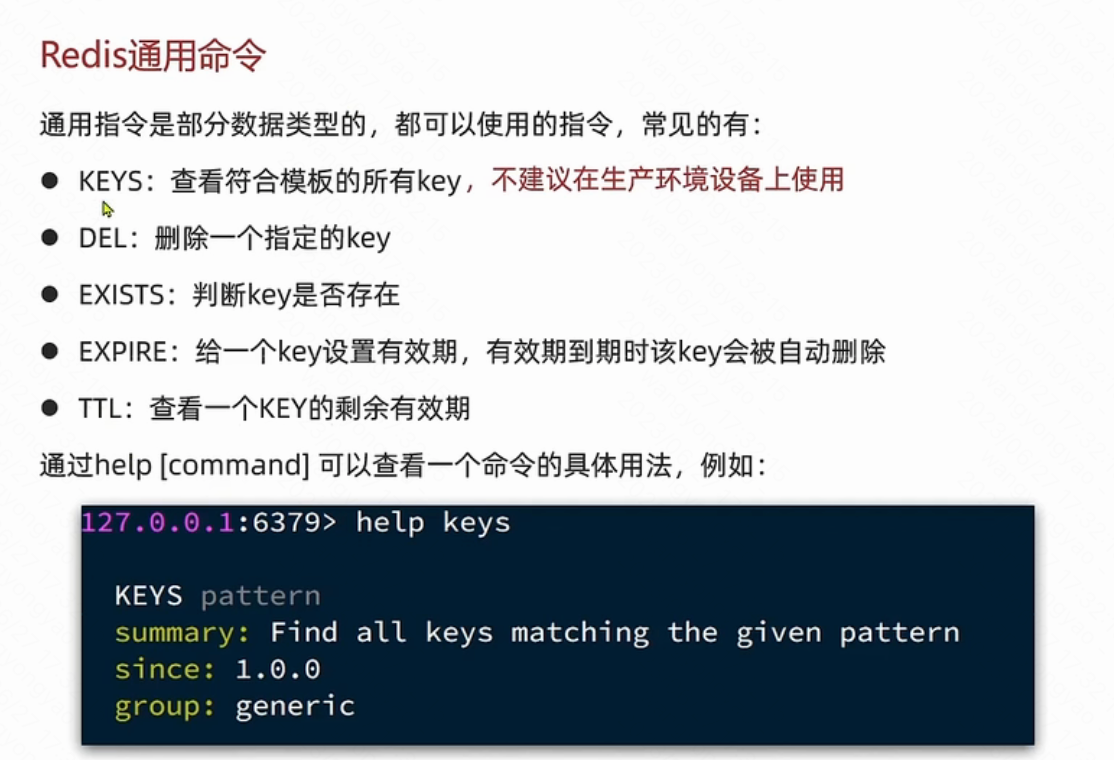 Redis通用命令
通用指令是部分数据类型的，都可以使用的指令，常见的有：
● KEYS：查看符合模板的所有key，不建议在生产环境设备上使用
● DEL：删除一个指定的key
● EXISTS：判断key是否存在
● EXPIRE：给一个key设置有效期，有效期到期时该key会被自动删除
● TTL：查看一个KEY的剩余有效期
通过help [command] 可以查看一个命令的具体用法，例如：
127.0.0.1:6379> help keys
KEYS pattern
summary: Find all keys matching the given pattern
since: 1.0.0
group: generic